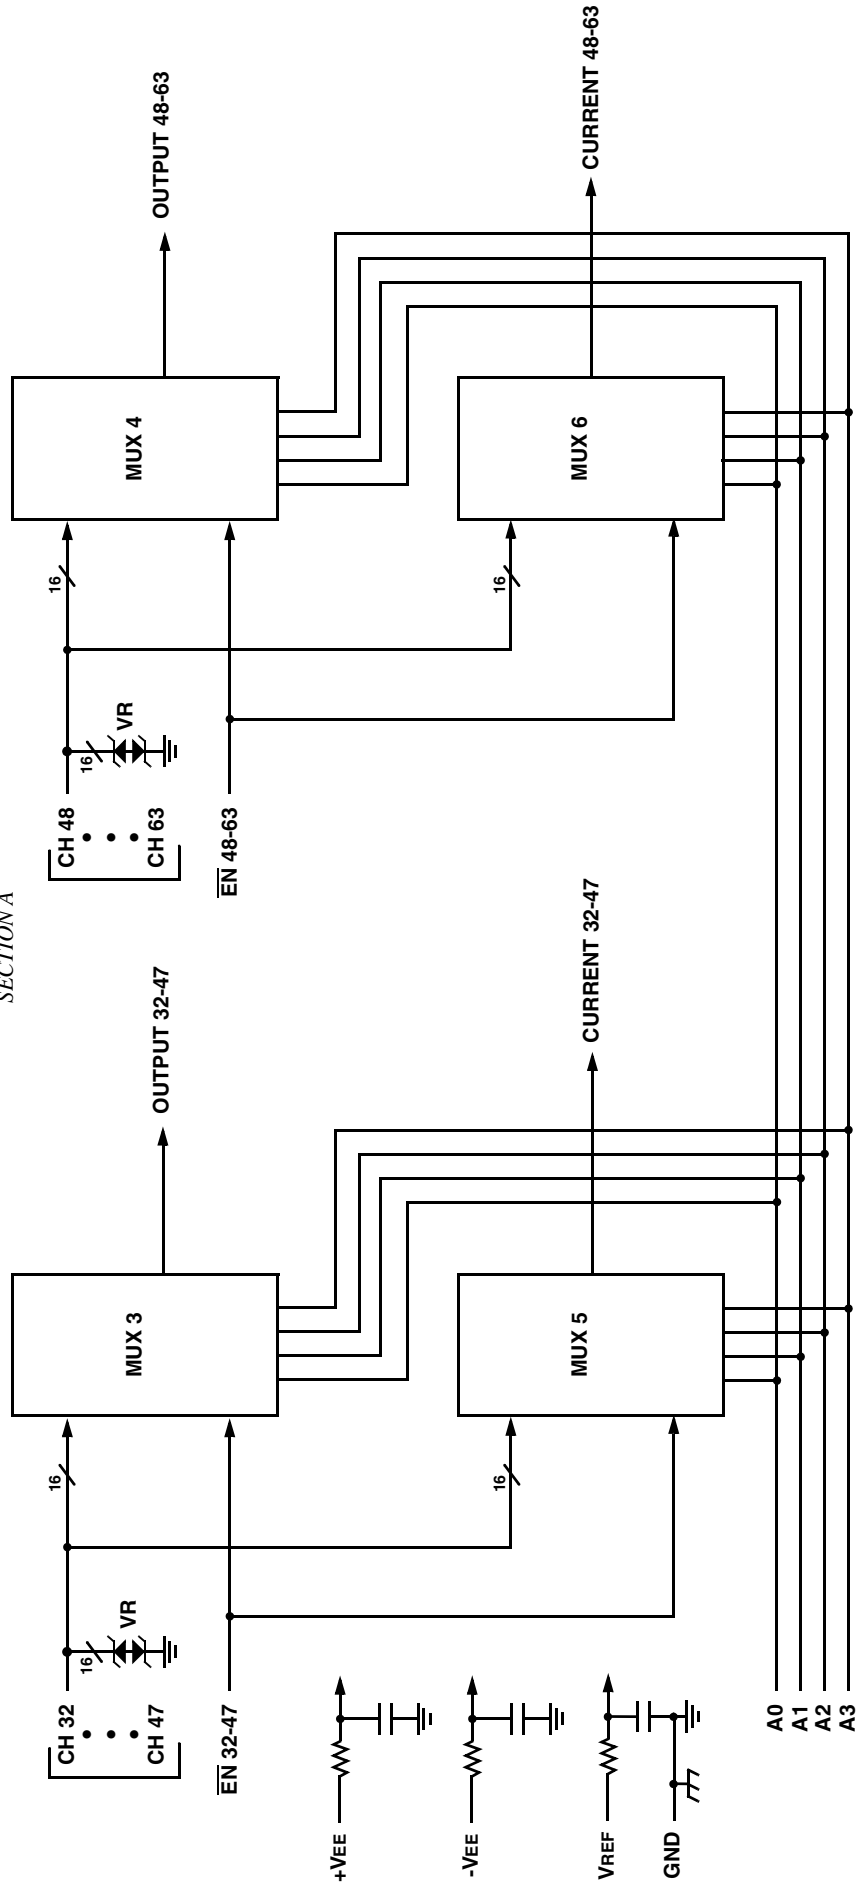 SECTION A
CH 32
CH 47
16
VR
16
MUX 3
OUTPUT 32-47
EN 32-47
16
MUX 5
CURRENT 32-47
CH 48
CH 63
16
VR
16
MUX 4
OUTPUT 48-63
EN 48-63
16
MUX 6
CURRENT 48-63
+VEE
-VEE
VREF
GND
A0
A1
A2
A3